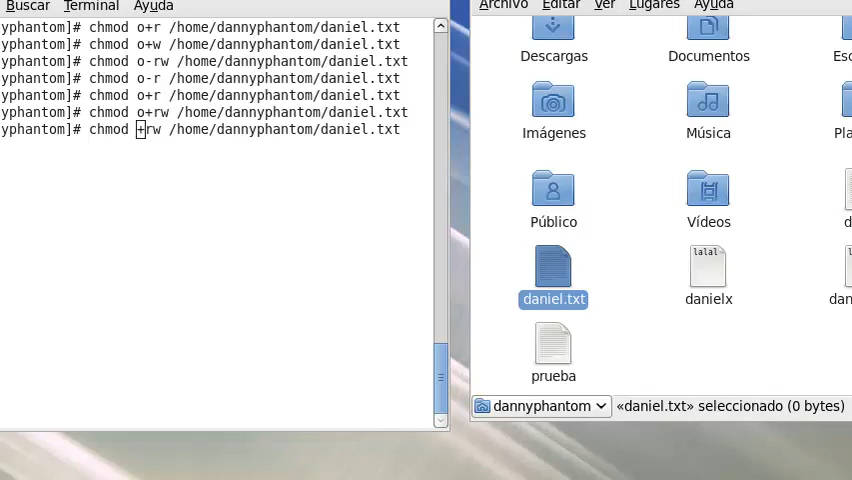 Buscar Terminal Ayuda
yphantom]# chmod o+r /home/dannyphantom/daniel.txt
yphantom]# chmod o+w /home/dannyphantom/daniel.txt
yphantom]# chmod o-rw /home/dannyphantom/daniel.txt
yphantom]# chmod o-r /home/dannyphantom/daniel.txt
yphantom]# chmod o+r /home/dannyphantom/daniel.txt
yphantom]# chmod o+rw /home/dannyphantom/daniel.txt
yphantom]# chmod +rw /home/dannyphantom/daniel.txt
Archivo Editar Ver Lugares Ayuda
Descargas Documentos Esc
Imágenes Música Pla
Público Vídeos d
lalal
daniel.txt danielx dan
prueba
dannyphantom «daniel.txt» seleccionado (0 bytes)